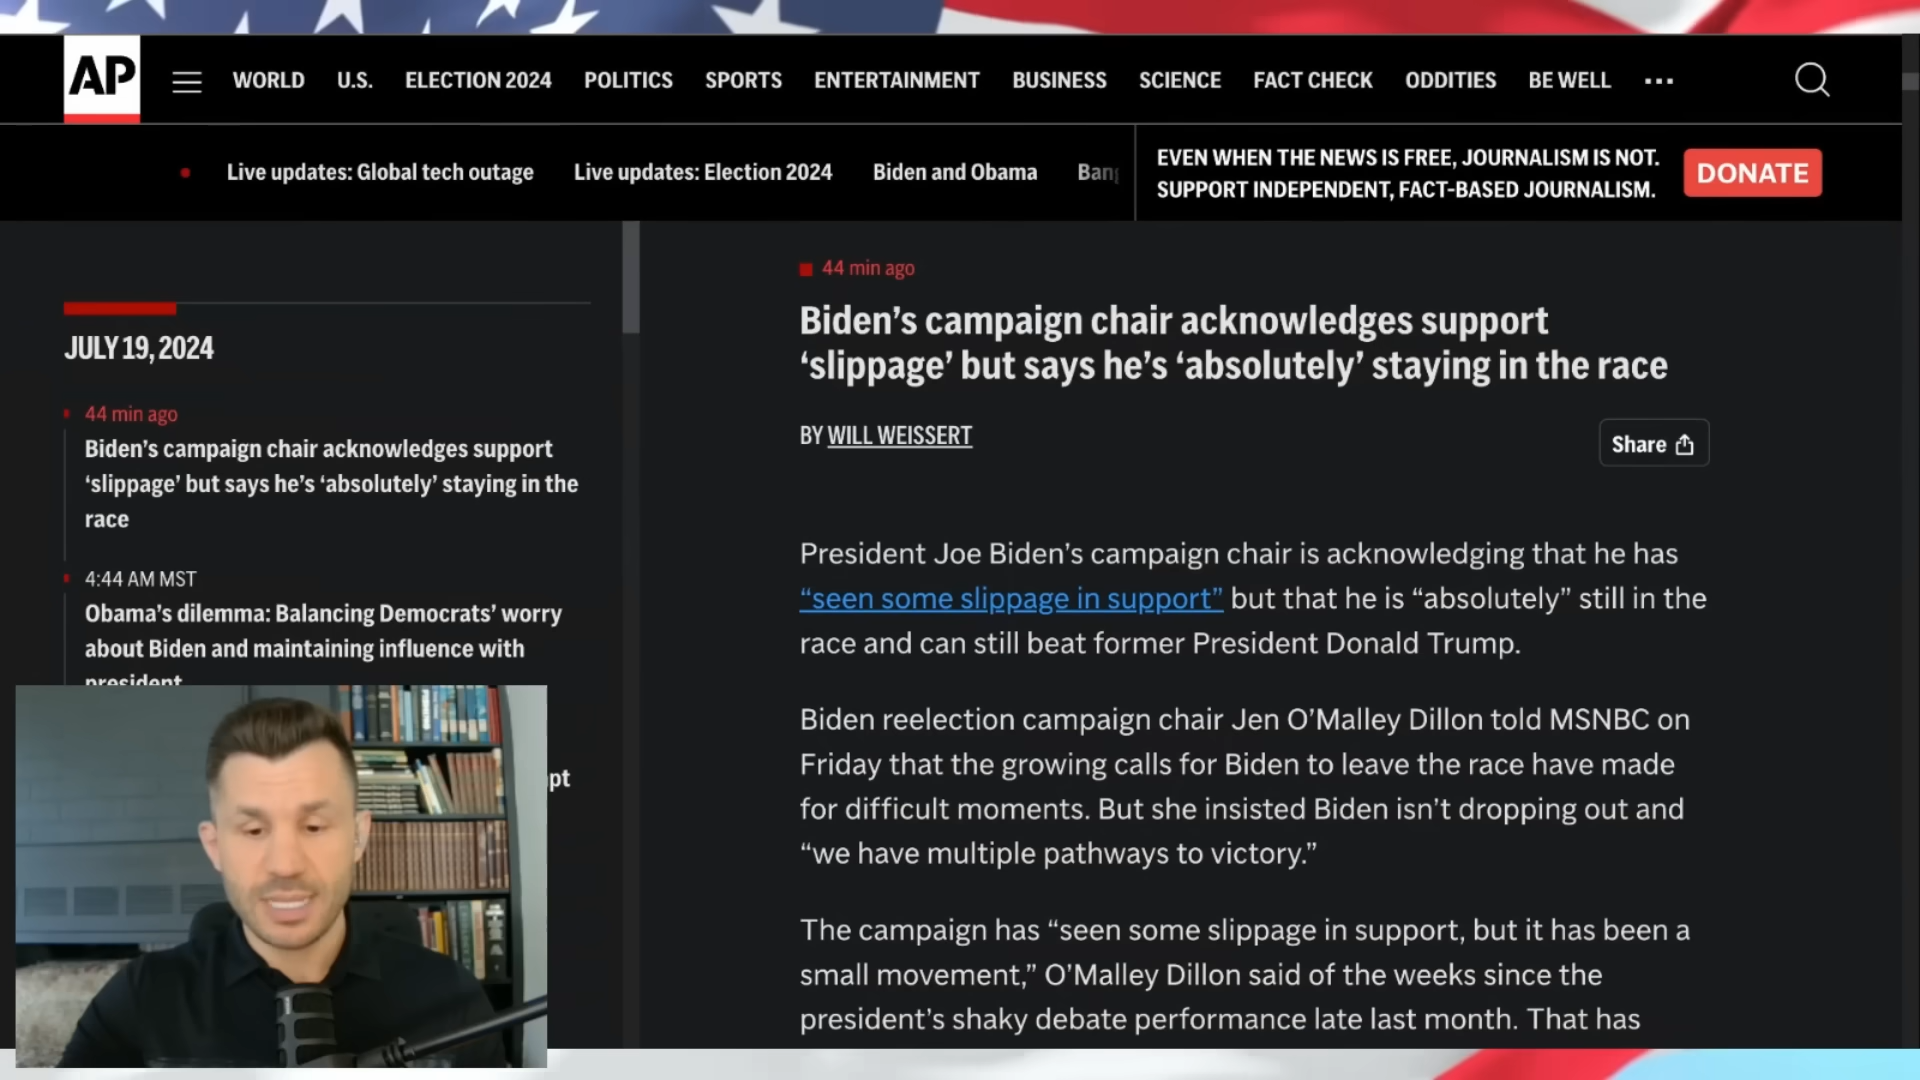 AP
WORLD U.S. ELECTION 2024 POLITICS SPORTS ENTERTAINMENT BUSINESS SCIENCE FACT CHECK ODDITIES BE WELL ...
Live updates: Global tech outage Live updates: Election 2024 Biden and Obama
EVEN WHEN THE NEWS IS FREE, JOURNALISM IS NOT.
SUPPORT INDEPENDENT, FACT-BASED JOURNALISM.
DONATE
JULY 19, 2024
44 min ago
Biden’s campaign chair acknowledges support
‘slippage’ but says he’s ‘absolutely’ staying in the
race
4:44 AM MST
Obama’s dilemma: Balancing Democrats’ worry
about Biden and maintaining influence with
president
44 min ago
Biden’s campaign chair acknowledges support
‘slippage’ but says he’s ‘absolutely’ staying in the race
BY WILL WEISSERT
Share
President Joe Biden’s campaign chair is acknowledging that he has
“seen some slippage in support” but that he is “absolutely” still in the
race and can still beat former President Donald Trump.
Biden reelection campaign chair Jen O’Malley Dillon told MSNBC on
Friday that the growing calls for Biden to leave the race have made
for difficult moments. But she insisted Biden isn’t dropping out and
“we have multiple pathways to victory.”
The campaign has “seen some slippage in support, but it has been a
small movement,” O’Malley Dillon said of the weeks since the
president’s shaky debate performance late last month. That has